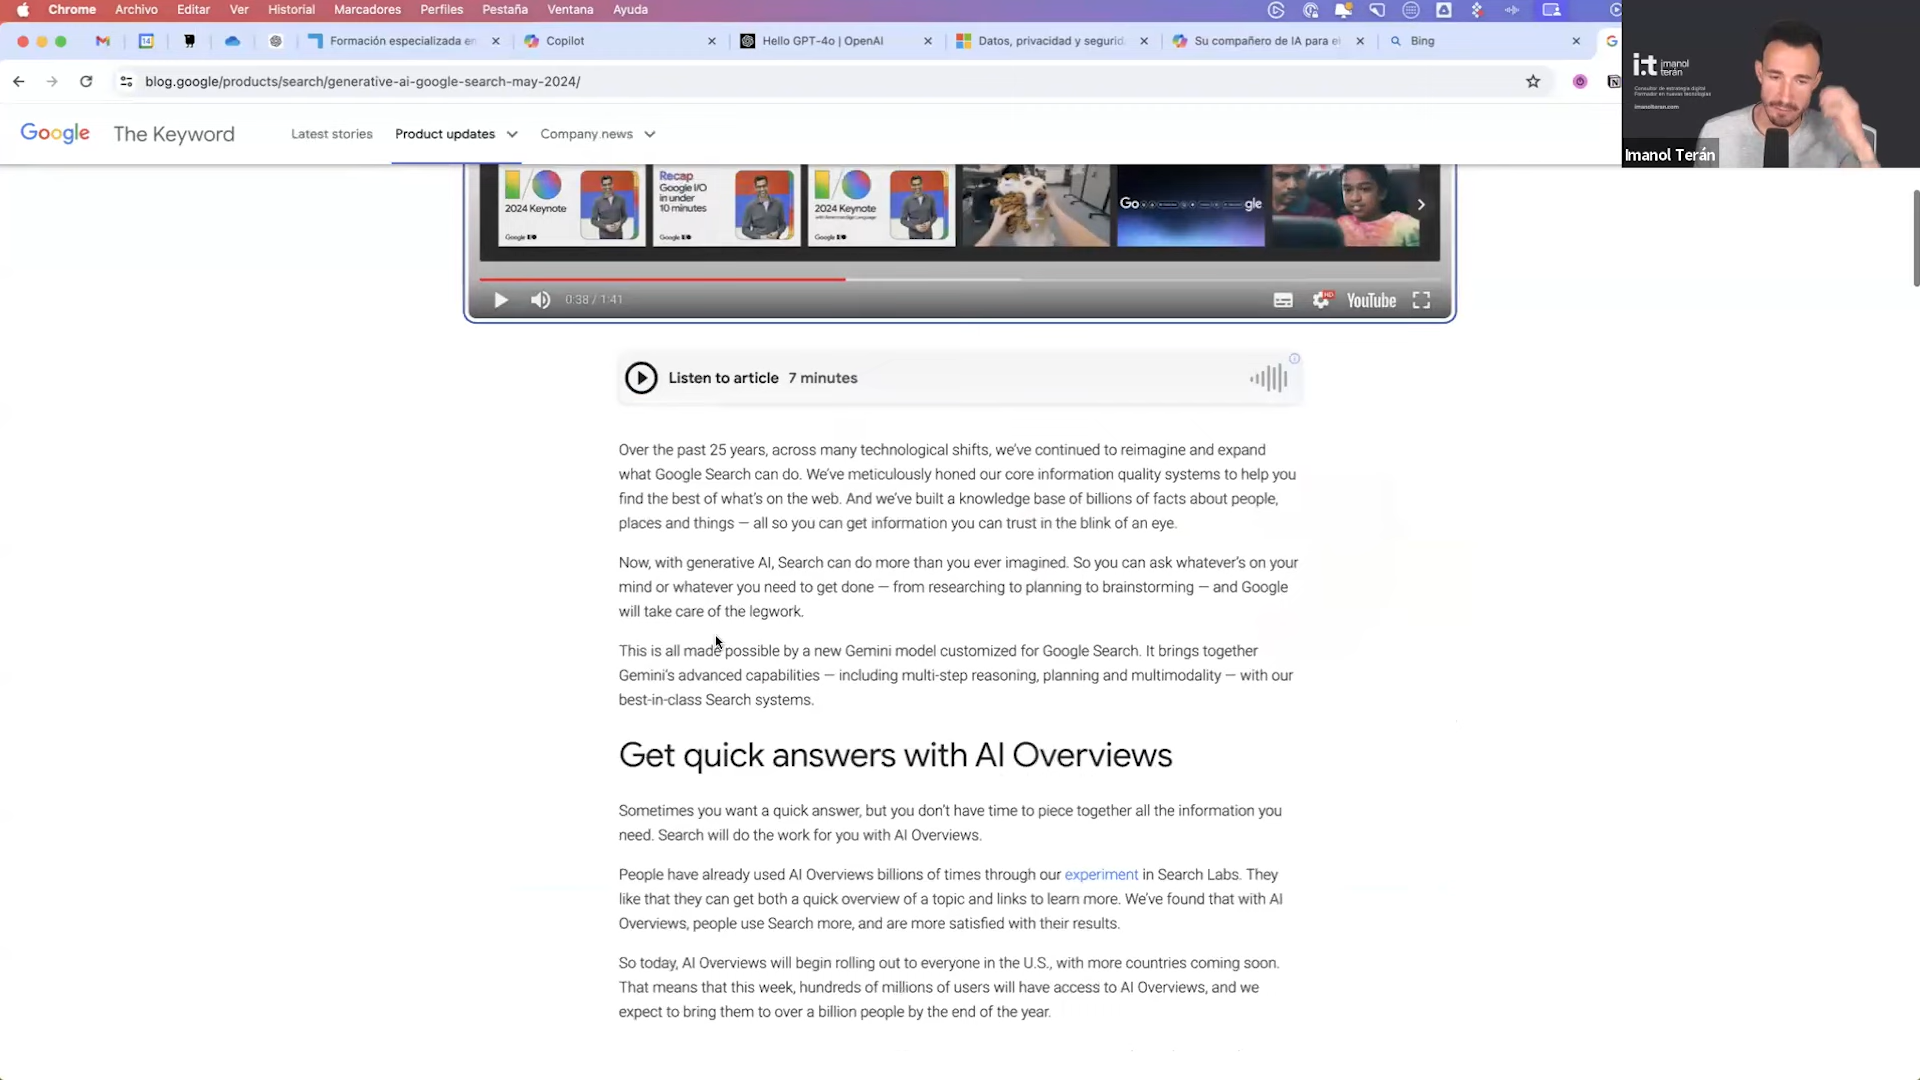 Chrome Archivo Editar Ver Historial Marcadores Perfiles Pestaña Ventana Ayuda
Formación especializada en
Copilot
Hello GPT-4o | OpenAI
Datos, privacidad y segurid
Su compañero de IA para el
Bing
blog.google/products/search/generative-ai-google-search-may-2024/
i.t imanol terán
Consultor de estrategia digital
Formador en nuevas tecnologías
imanolteran.com
Imanol Terán
Google The Keyword Latest stories Product updates Company news
2024 Keynote
Google I/O
Recap
Google I/O
in under
10 minutes
Google I/O
2024 Keynote
Google I/O
Go gle
0:38 / 1:41
HD
YouTube
Listen to article 7 minutes
Over the past 25 years, across many technological shifts, we’ve continued to reimagine and expand
what Google Search can do. We’ve meticulously honed our core information quality systems to help you
find the best of what’s on the web. And we’ve built a knowledge base of billions of facts about people,
places and things — all so you can get information you can trust in the blink of an eye.
Now, with generative AI, Search can do more than you ever imagined. So you can ask whatever’s on your
mind or whatever you need to get done — from researching to planning to brainstorming — and Google
will take care of the legwork.
This is all made possible by a new Gemini model customized for Google Search. It brings together
Gemini’s advanced capabilities — including multi-step reasoning, planning and multimodality — with our
best-in-class Search systems.
Get quick answers with AI Overviews
Sometimes you want a quick answer, but you don’t have time to piece together all the information you
need. Search will do the work for you with AI Overviews.
People have already used AI Overviews billions of times through our experiment in Search Labs. They
like that they can get both a quick overview of a topic and links to learn more. We’ve found that with AI
Overviews, people use Search more, and are more satisfied with their results.
So today, AI Overviews will begin rolling out to everyone in the U.S., with more countries coming soon.
That means that this week, hundreds of millions of users will have access to AI Overviews, and we
expect to bring them to over a billion people by the end of the year.